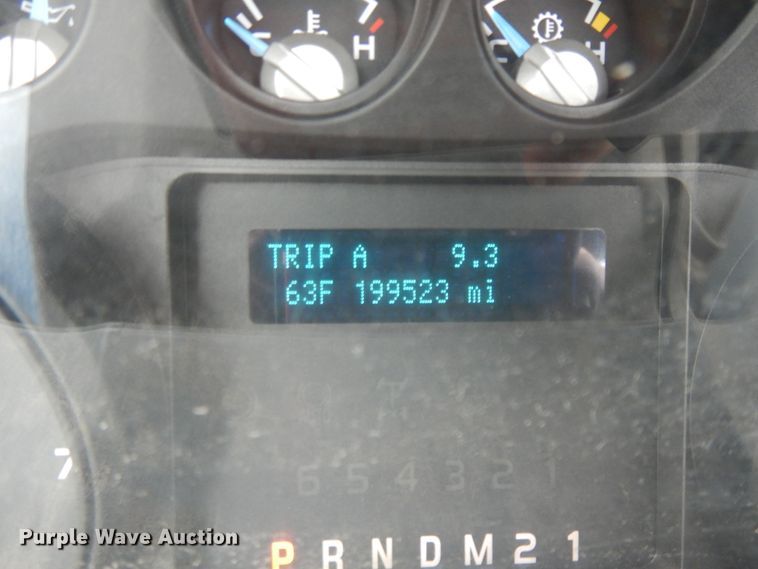 C H
C H
TRIP A 9.3
63F 199523 mi
7
6 5 4 3 2 1
P R N D M 2 1
Purple Wave Auction